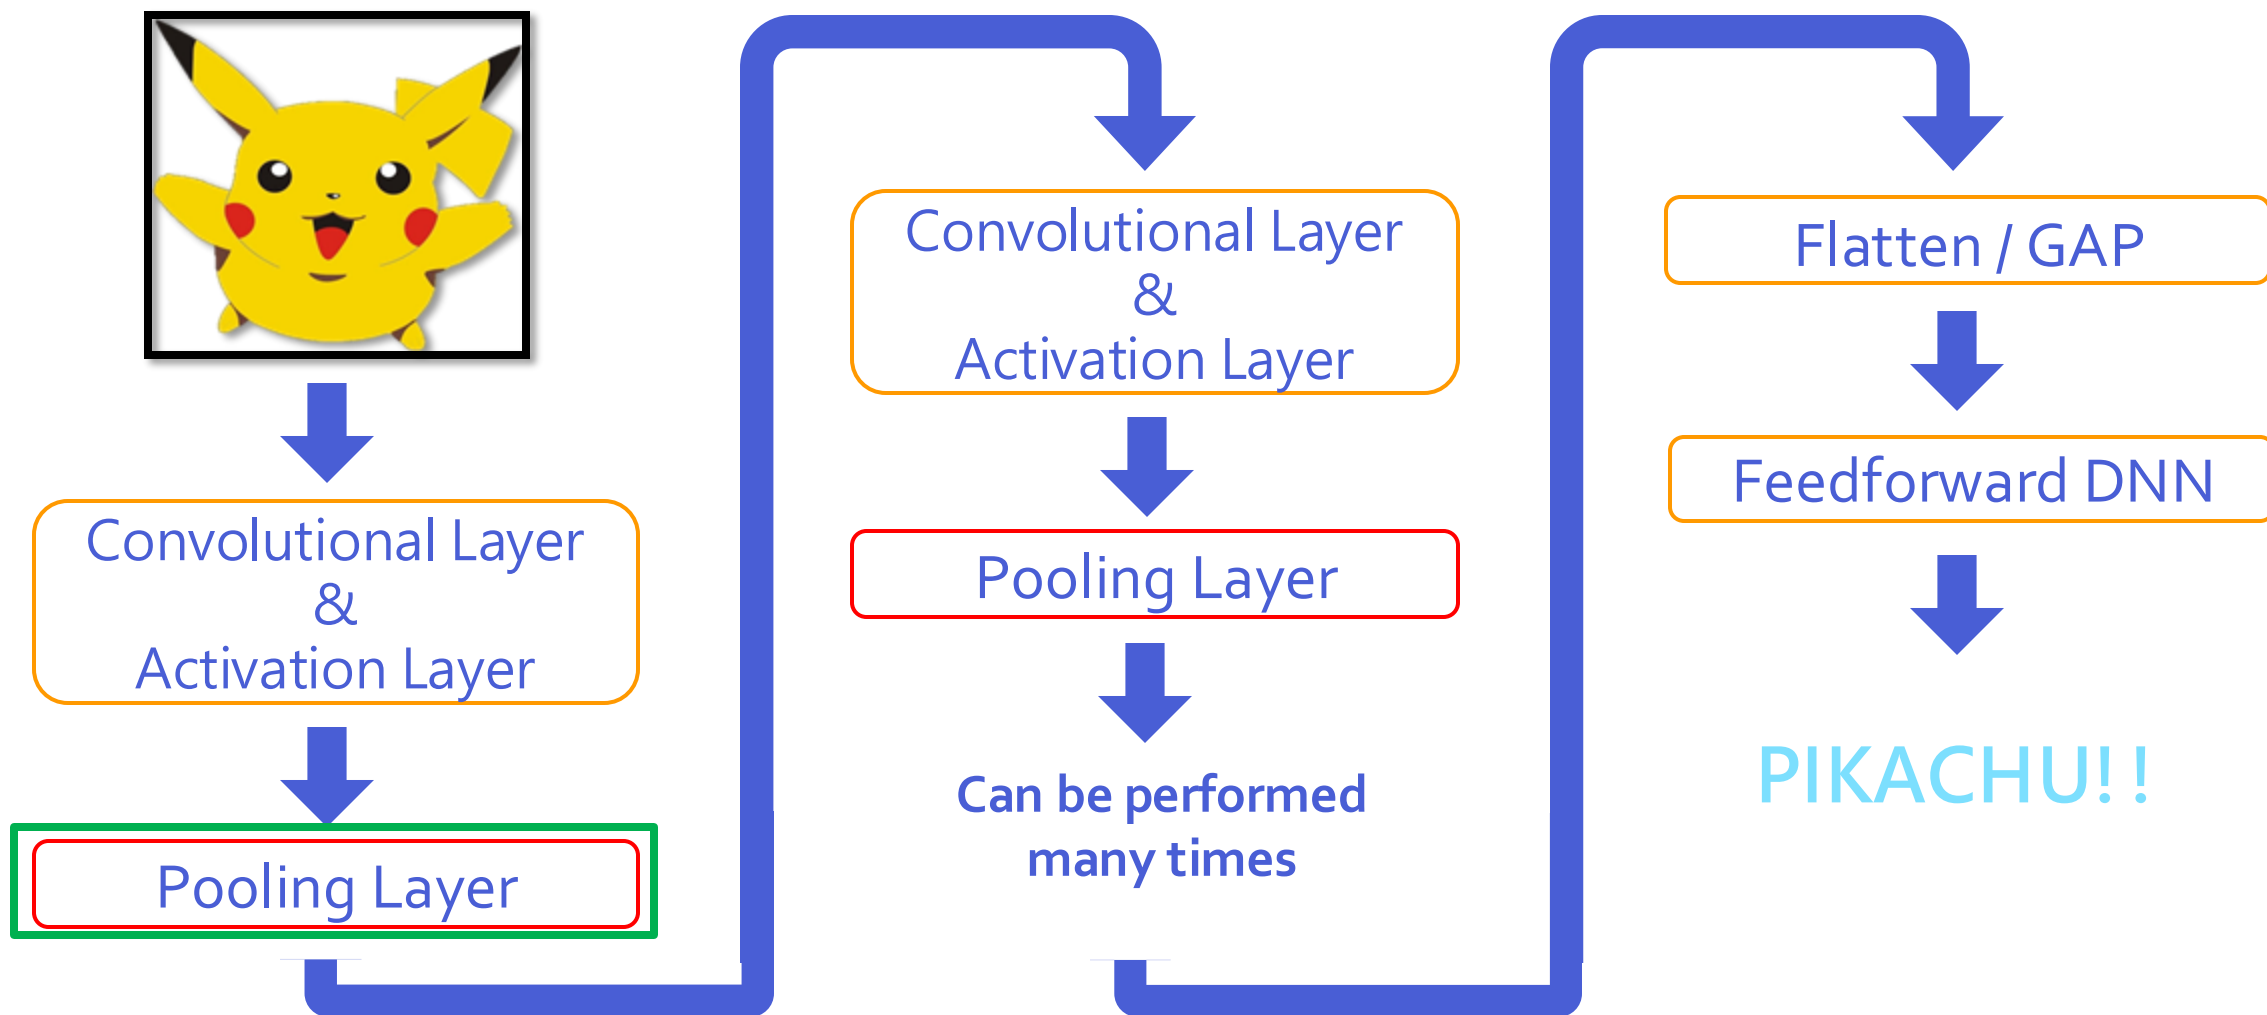 Convolutional Layer
&
Activation Layer
Pooling Layer
Convolutional Layer
&
Activation Layer
Pooling Layer
Can be performed
many times
Flatten / GAP
Feedforward DNN
PIKACHU!!